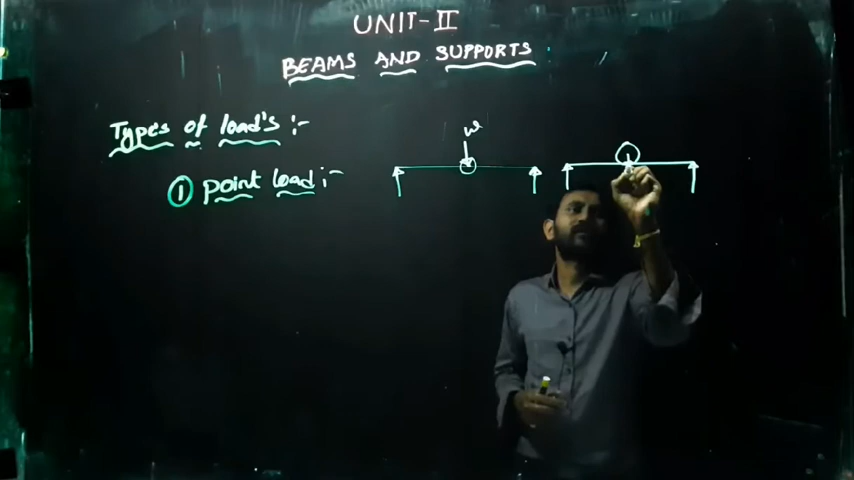 UNIT-II
BEAMS AND SUPPORTS
Types of load's :-
① point load :-
w